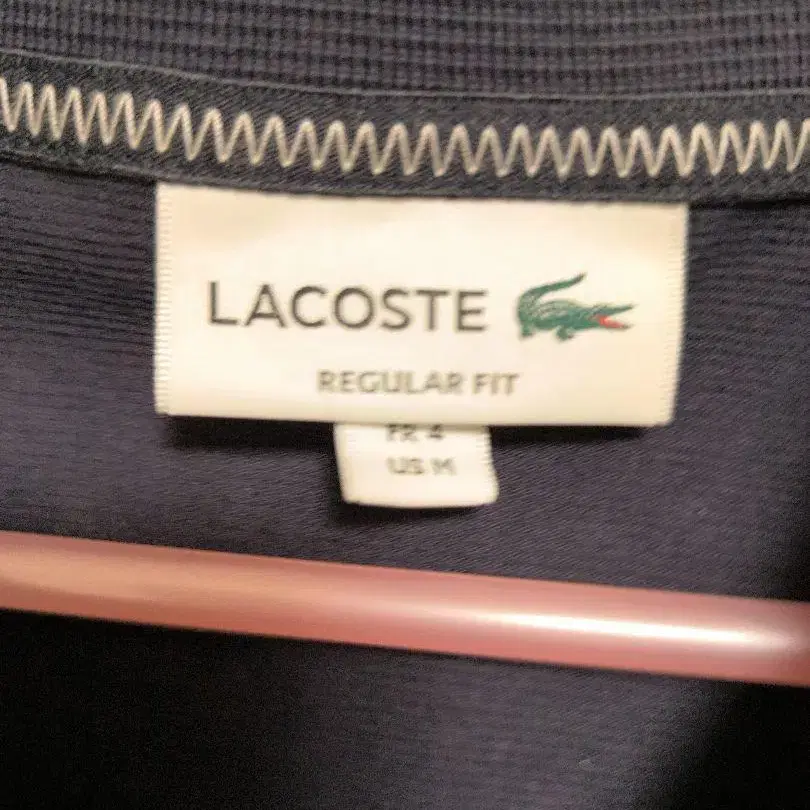 LACOSTE
REGULAR FIT
FR 4
US M